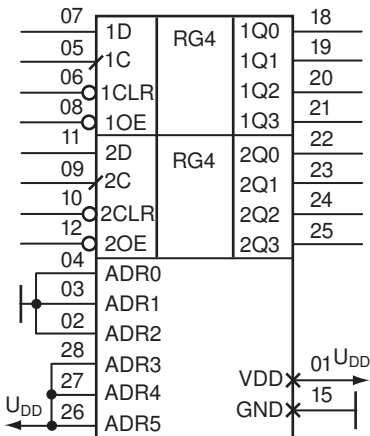 07 1D RG4 1Q0 18
05 1C 1Q1 19
06 1CLR 1Q2 20
08 1OE 1Q3 21
11 2D RG4 2Q0 22
09 2C 2Q1 23
10 2CLR 2Q2 24
12 2OE 2Q3 25
04 ADR0
03 ADR1
02 ADR2
28 ADR3
27 ADR4 VDD 01 UDD
UDD 26 ADR5 GND 15